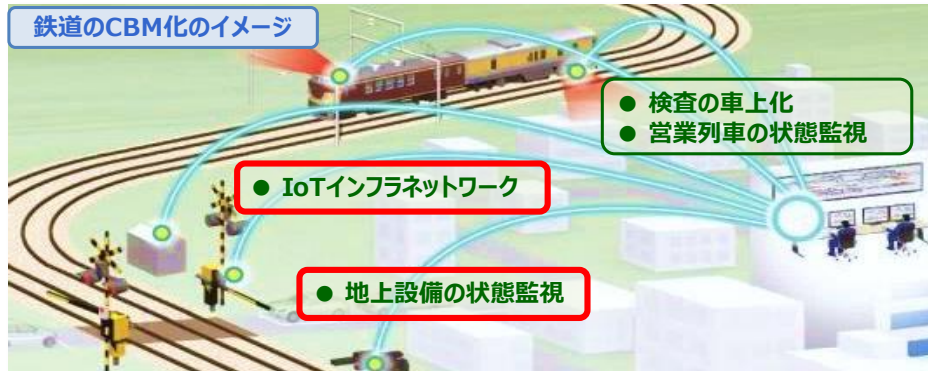 鉄道のCBM化のイメージ
● 検査の車上化
● 営業列車の状態監視
● IoTインフラネットワーク
● 地上設備の状態監視